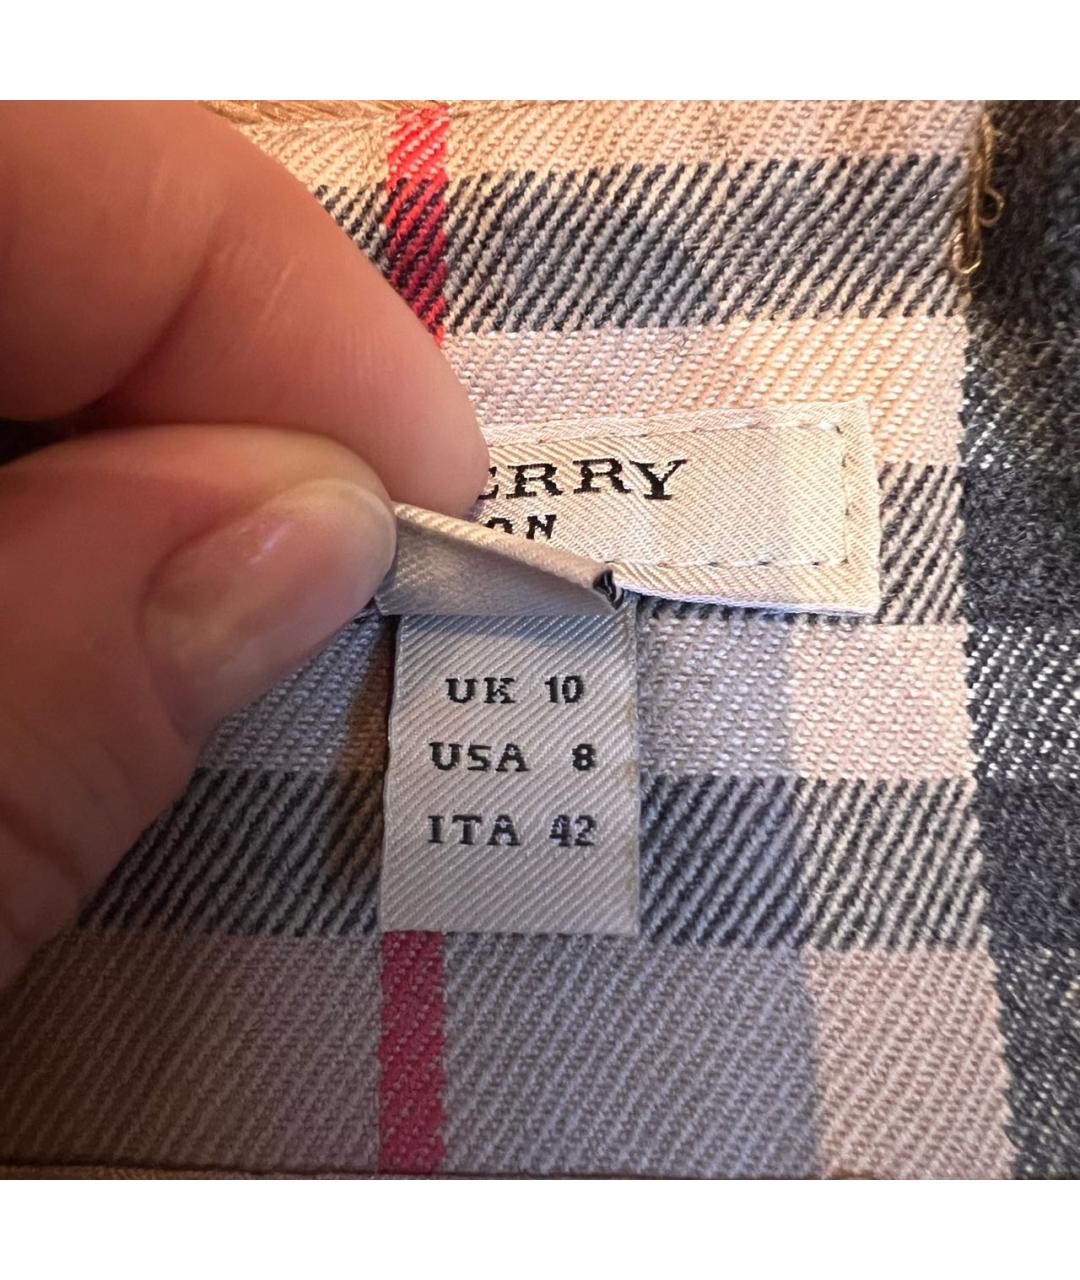 ERRY
ON
UK 10
USA 8
ITA 42